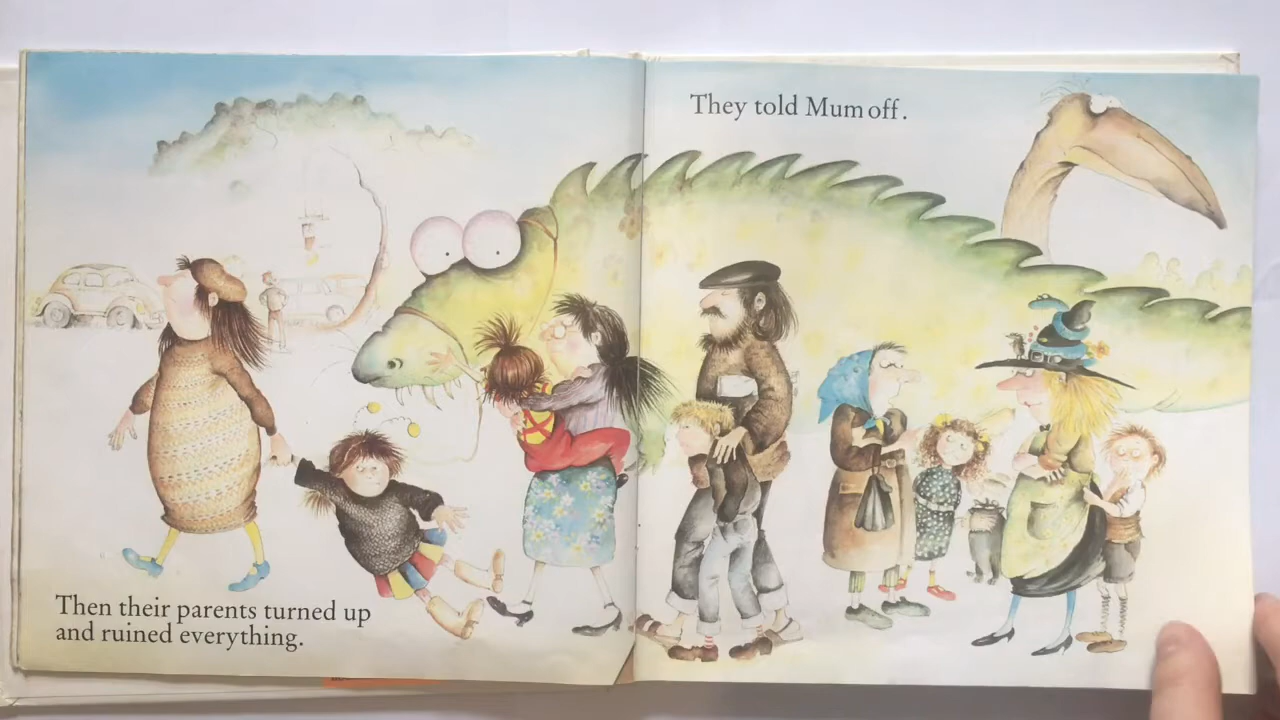 Then their parents turned up
and ruined everything.
They told Mum off.